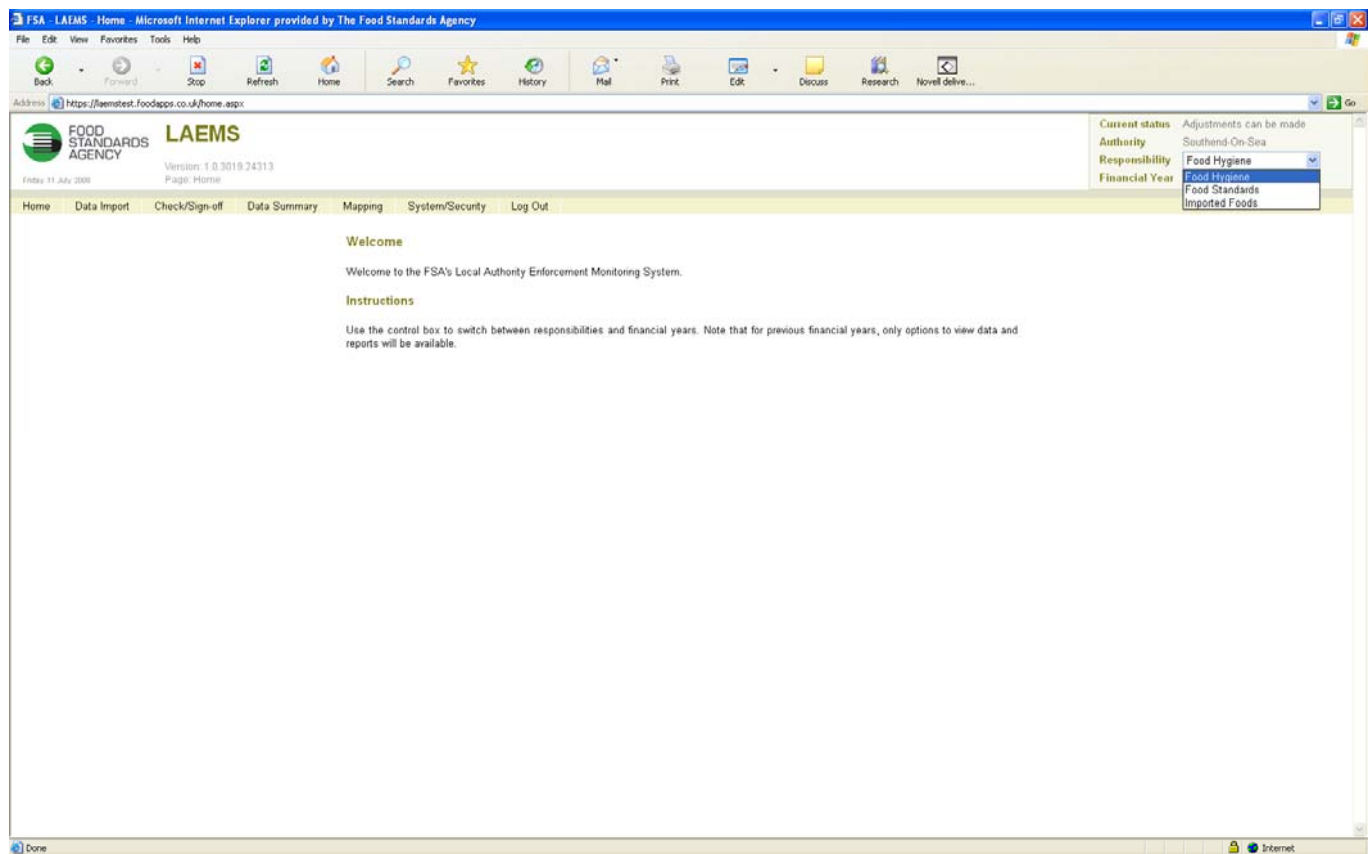 FSA - LAEMS - Home - Microsoft Internet Explorer provided by The Food Standards Agency
File Edit View Favorites Tools Help
Back Forward Stop Refresh Home Search Favorites History Mail Print Edit Discuss Research Novell delive...
Address https://laemstest.foodapps.co.uk/home.aspx Go
FOOD STANDARDS AGENCY
LAEMS
Version: 1.0.3019.24313
Friday 11 July 2008
Page: Home
Current status Adjustments can be made
Authority Southend-On-Sea
Responsibility Food Hygiene
Financial Year
Food Hygiene
Food Standards
Imported Foods
Home Data Import Check/Sign-off Data Summary Mapping System/Security Log Out
Welcome
Welcome to the FSA's Local Authority Enforcement Monitoring System.
Instructions
Use the control box to switch between responsibilities and financial years. Note that for previous financial years, only options to view data and
reports will be available.
Done Internet